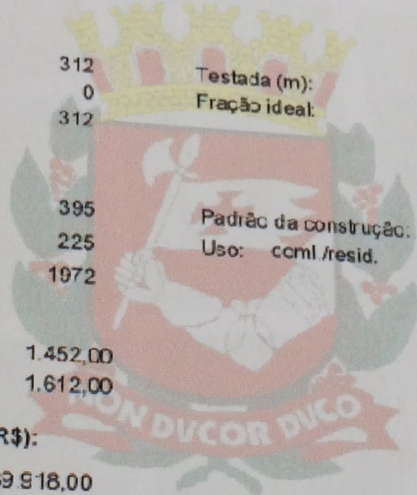 312 Testada (m):
0 Fração ideal:
312
395 Padrão da construção:
225 Uso: coml /resid.
1972
1.452,00
1.612,00
NON DVCOR DVCO
R$):
9.918,00